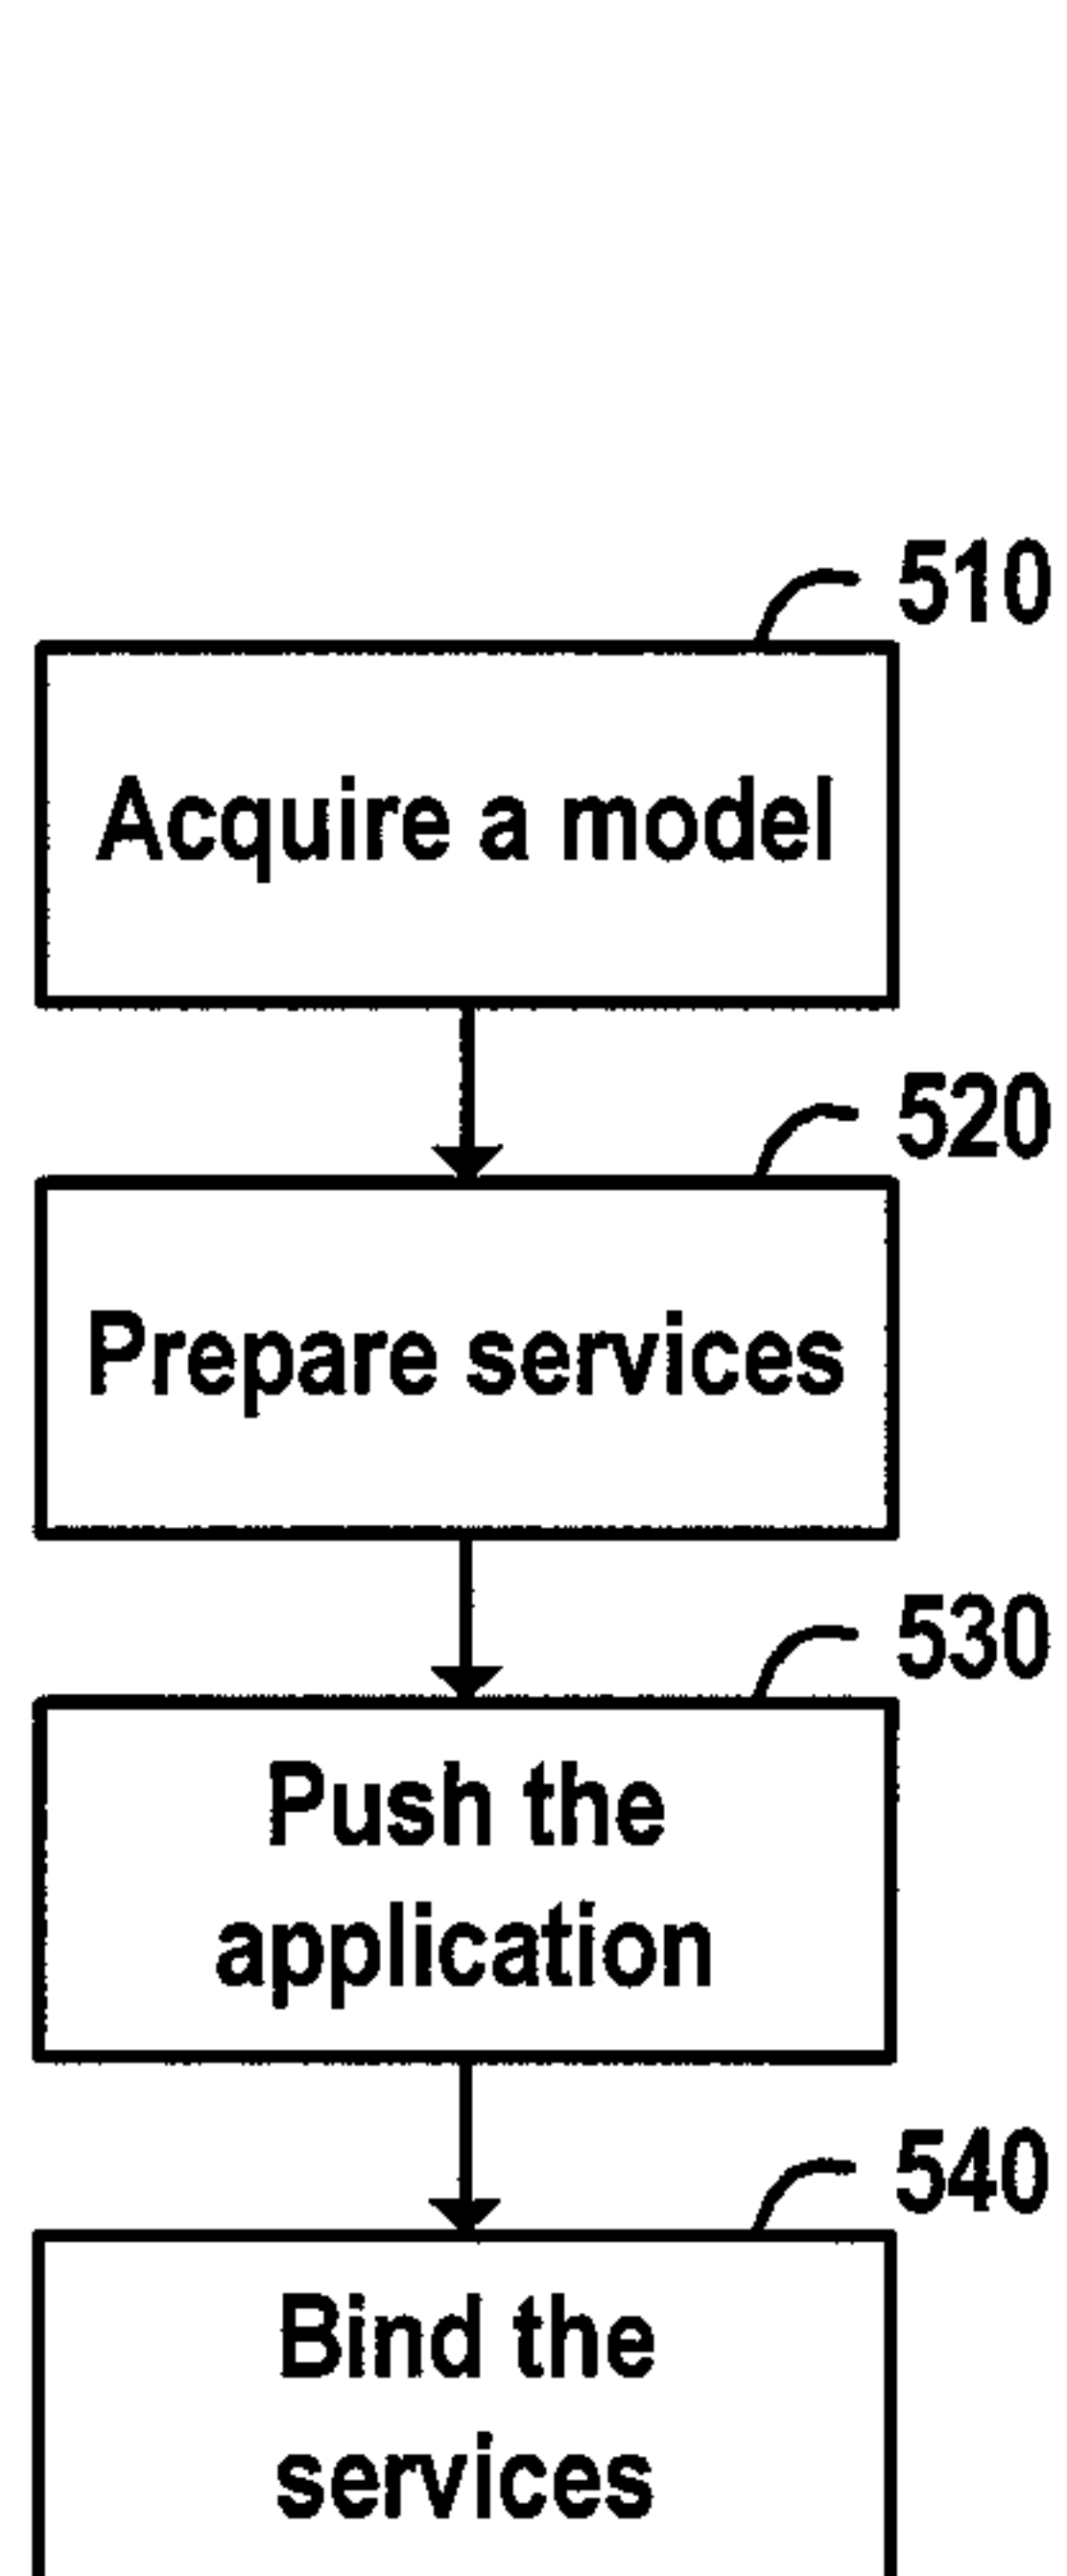 510
Acquire a model
520
Prepare services
530
Push the
application
540
Bind the
services